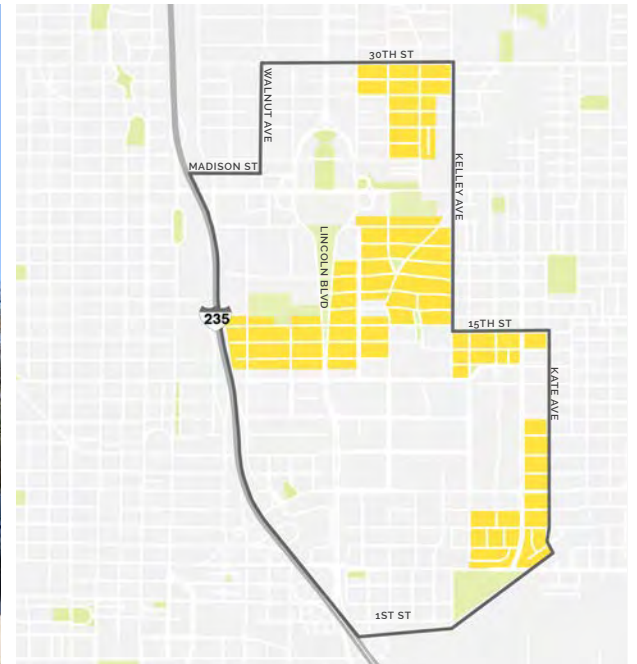 30TH ST
WALNUT AVE
MADISON ST
KELLEY AVE
LINCOLN BLVD
235
15TH ST
KATE AVE
1ST ST